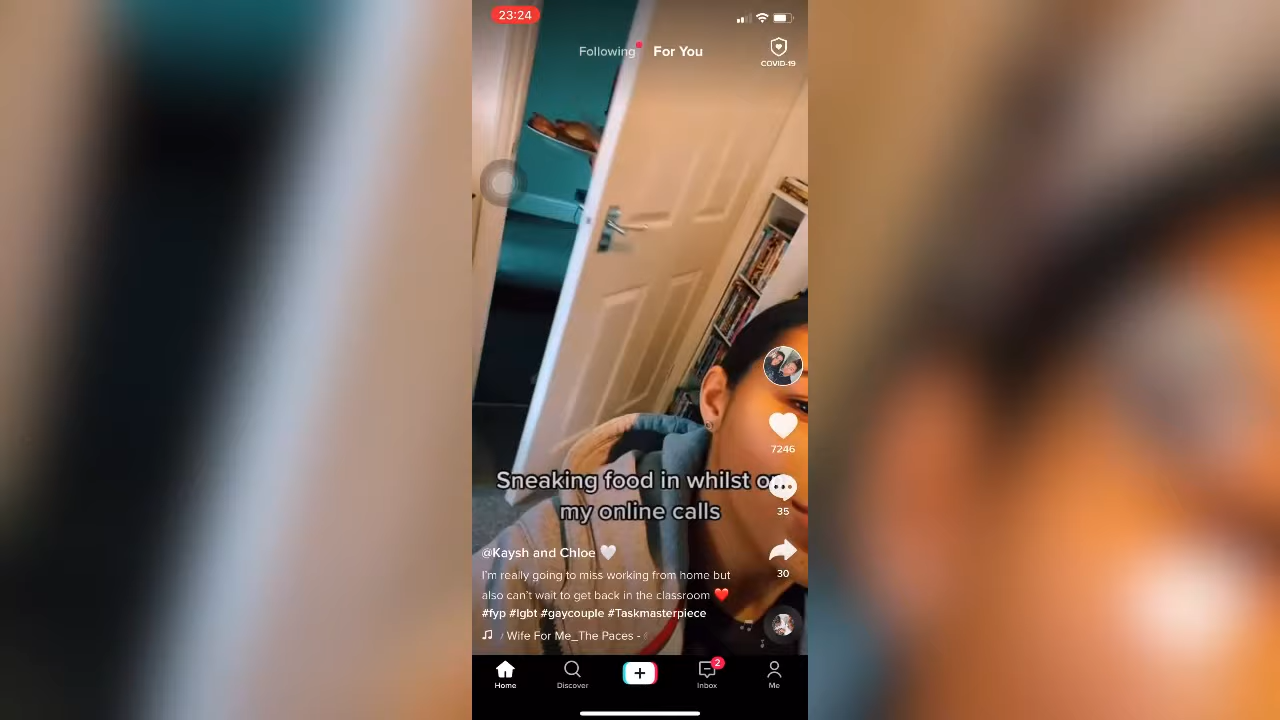 23:24
Following
For You
COVID-19
Sneaking food in whilst on
my online calls
7246
35
30
@Kaysh and Chloe 🤍
I'm really going to miss working from home but
also can't wait to get back in the classroom ❤️
#fyp #lgbt #gaycouple #Taskmasterpiece
Wife For Me_The Paces -
Home
Discover
Inbox
2
Me